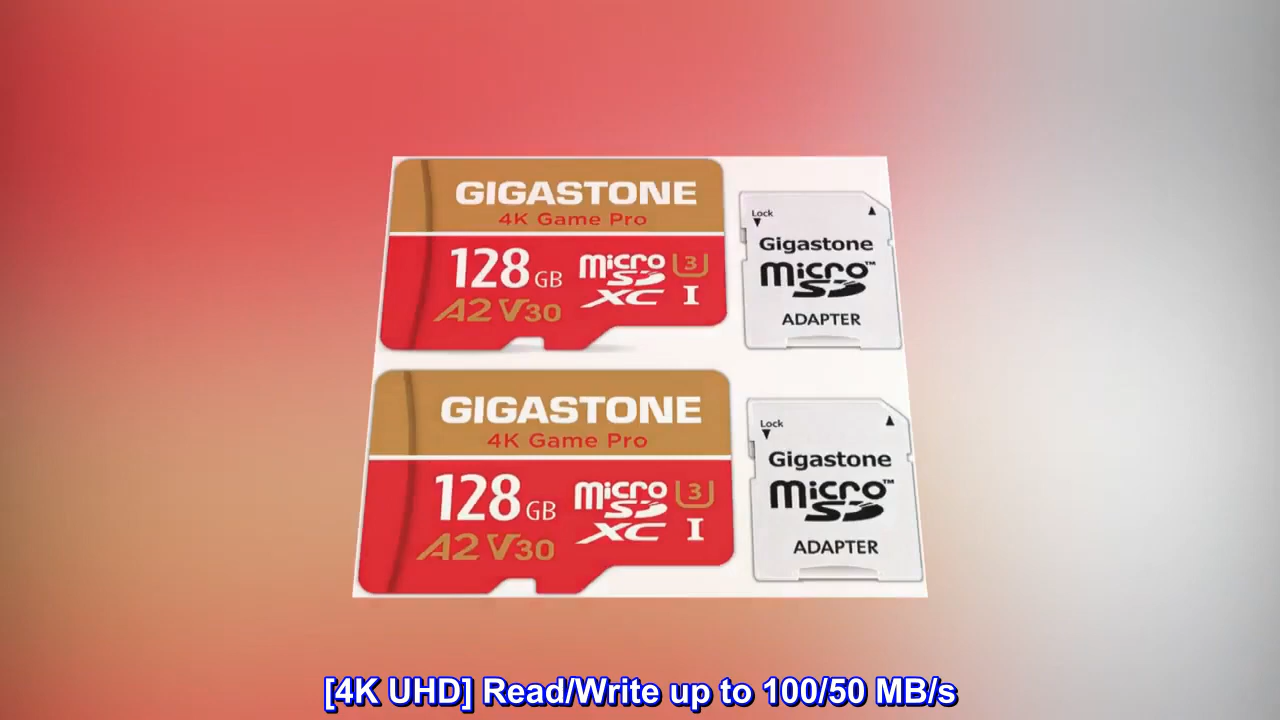 GIGASTONE
4K Game Pro
128 GB micro SD XC U3 I
A2 V30
Lock
Gigastone
micro SD™
ADAPTER
GIGASTONE
4K Game Pro
128 GB micro SD XC U3 I
A2 V30
Lock
Gigastone
micro SD™
ADAPTER
[4K UHD] Read/Write up to 100/50 MB/s